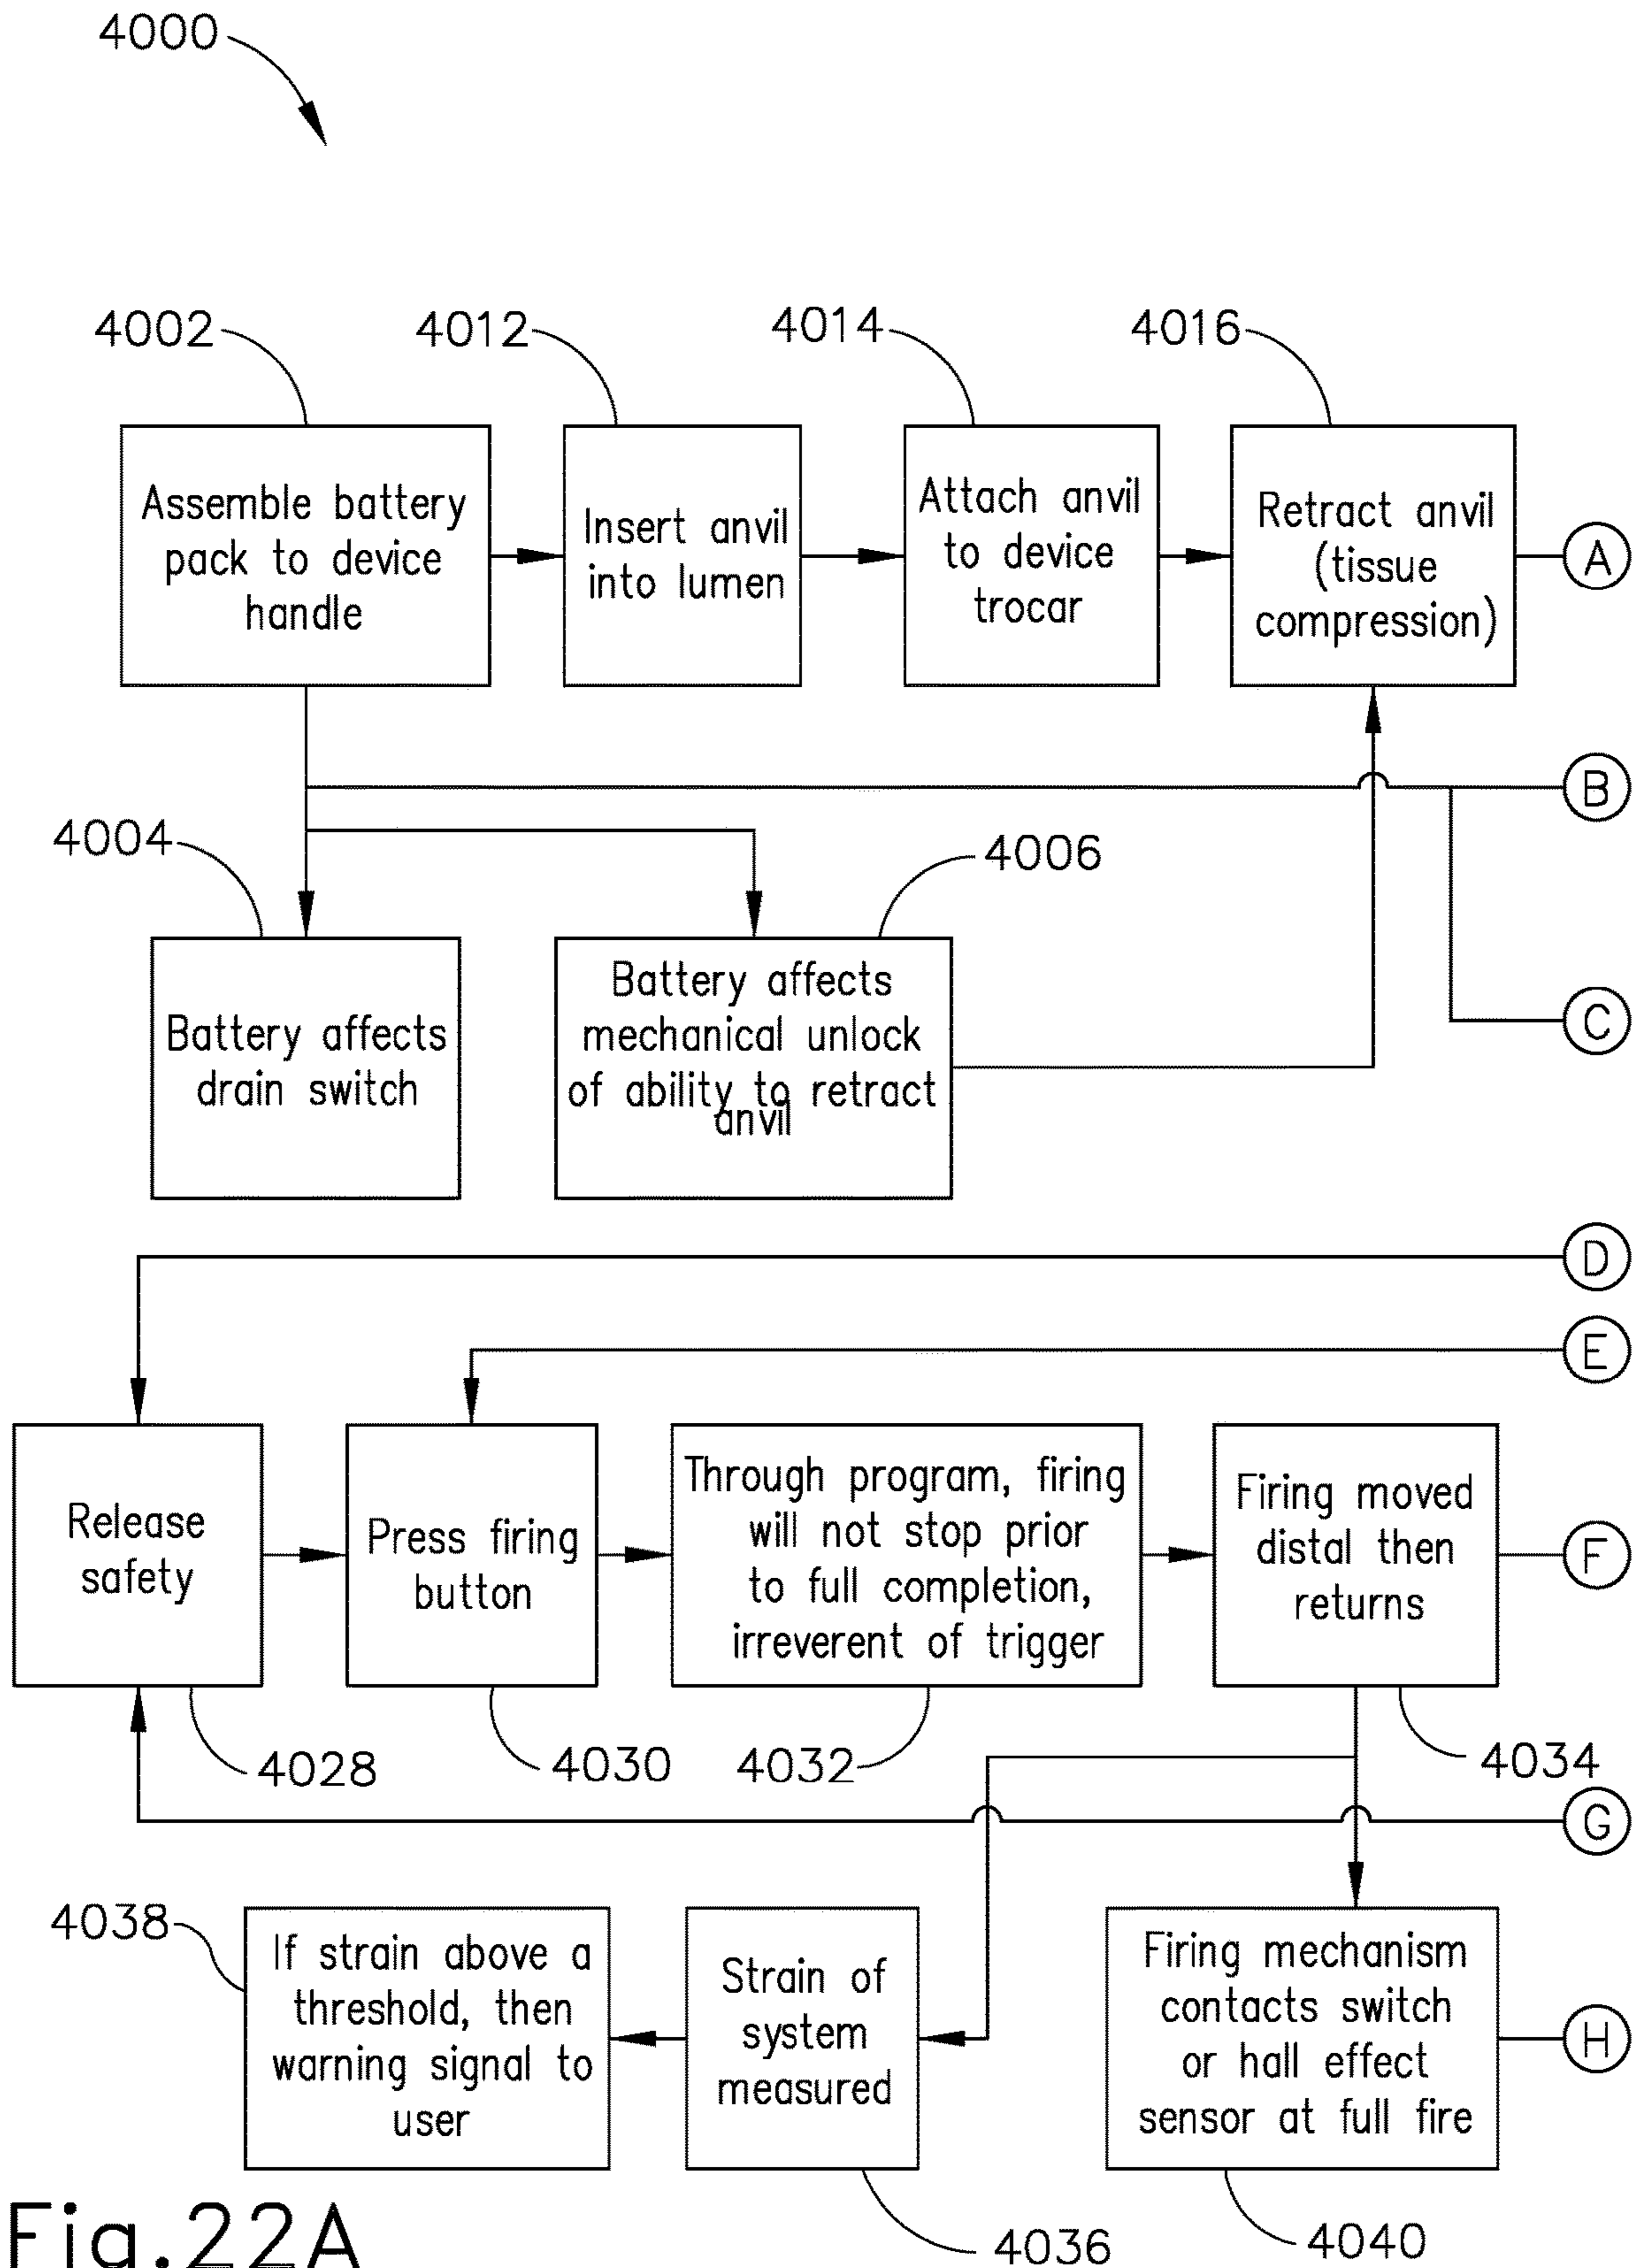 4000
4002
4012
4014
4016
Assemble battery
pack to device
handle
Insert anvil
into lumen
Attach anvil
to device
trocar
Retract anvil
(tissue
compression)
A
B
4004
4006
Battery affects
drain switch
Battery affects
mechanical unlock
of ability to retract
anvil
C
D
E
Release
safety
Press firing
button
Through program, firing
will not stop prior
to full completion,
irreverent of trigger
Firing moved
distal then
returns
F
4028
4030
4032
4034
G
4038
If strain above a
threshold, then
warning signal to
user
Strain of
system
measured
Firing mechanism
contacts switch
or hall effect
sensor at full fire
H
4036
4040
Fig.22A